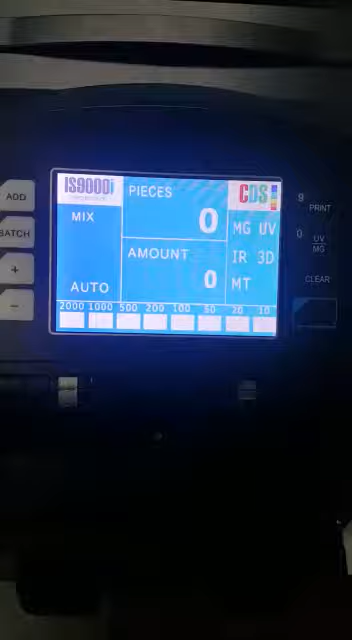 IS9000i
PIECES
CDS
ADD
MIX
0
MG UV
BATCH
AMOUNT
IR 3D
+
AUTO
0
MT
-
2000 1000 500 200 100 50 20 10
9
PRINT
0
UV
MG
CLEAR